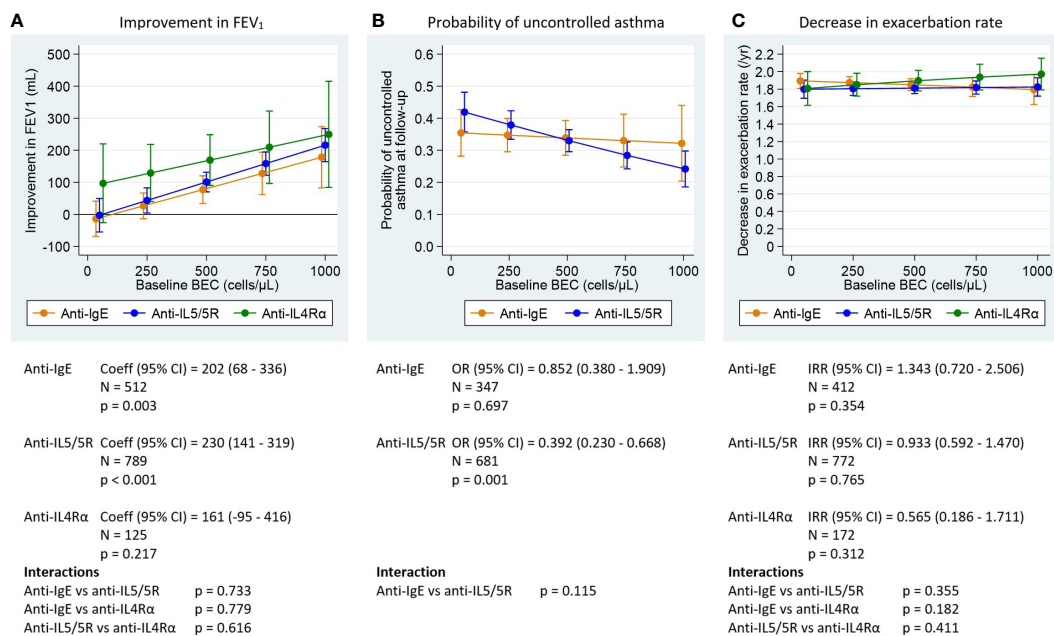 A
Improvement in FEV₁
Improvement in FEV1 (mL)
500
400
300
200
100
0
-100
0
250
500
750
1000
Baseline BEC (cells/µL)
Anti-IgE
Anti-IL5/5R
Anti-IL4Rα
Anti-IgE Coeff (95% CI) = 202 (68 - 336)
N = 512
p = 0.003
Anti-IL5/5R Coeff (95% CI) = 230 (141 - 319)
N = 789
p < 0.001
Anti-IL4Rα Coeff (95% CI) = 161 (-95 - 416)
N = 125
p = 0.217
Interactions
Anti-IgE vs anti-IL5/5R p = 0.733
Anti-IgE vs anti-IL4Rα p = 0.779
Anti-IL5/5R vs anti-IL4Rα p = 0.616
B
Probability of uncontrolled asthma
Probability of uncontrolled
asthma at follow-up
0.6
0.5
0.4
0.3
0.2
0.1
0.0
0
250
500
750
1000
Baseline BEC (cells/µL)
Anti-IgE
Anti-IL5/5R
Anti-IgE OR (95% CI) = 0.852 (0.380 - 1.909)
N = 347
p = 0.697
Anti-IL5/5R OR (95% CI) = 0.392 (0.230 - 0.668)
N = 681
p = 0.001
Interaction
Anti-IgE vs anti-IL5/5R p = 0.115
C
Decrease in exacerbation rate
Decrease in exacerbation rate (/yr)
2.2
2.0
1.8
1.6
1.4
1.2
1.0
0.8
0.6
0.4
0.2
0
0
250
500
750
1000
Baseline BEC (cells/µL)
Anti-IgE
Anti-IL5/5R
Anti-IL4Rα
Anti-IgE IRR (95% CI) = 1.343 (0.720 - 2.506)
N = 412
p = 0.354
Anti-IL5/5R IRR (95% CI) = 0.933 (0.592 - 1.470)
N = 772
p = 0.765
Anti-IL4Rα IRR (95% CI) = 0.565 (0.186 - 1.711)
N = 172
p = 0.312
Interactions
Anti-IgE vs anti-IL5/5R p = 0.355
Anti-IgE vs anti-IL4Rα p = 0.182
Anti-IL5/5R vs anti-IL4Rα p = 0.411